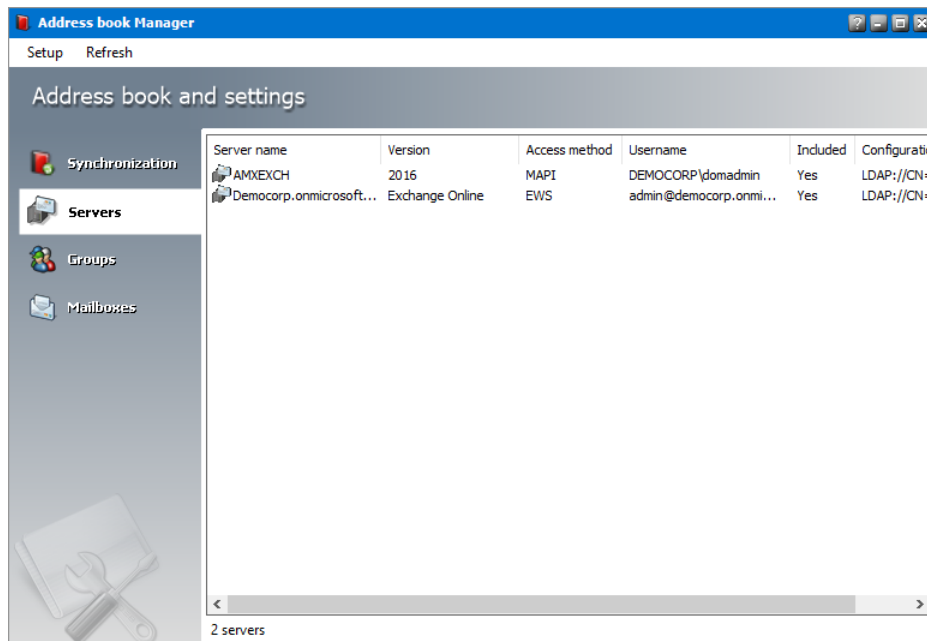 Address book Manager
Setup Refresh
Address book and settings
Synchronization
Servers
Groups
Mailboxes
Server name Version Access method Username Included Configurati
AMXEXCH 2016 MAPI DEMOCORP\domadmin Yes LDAP://CN=
Democorp.onmicrosoft... Exchange Online EWS admin@democorp.onmi... Yes LDAP://CN=
2 servers